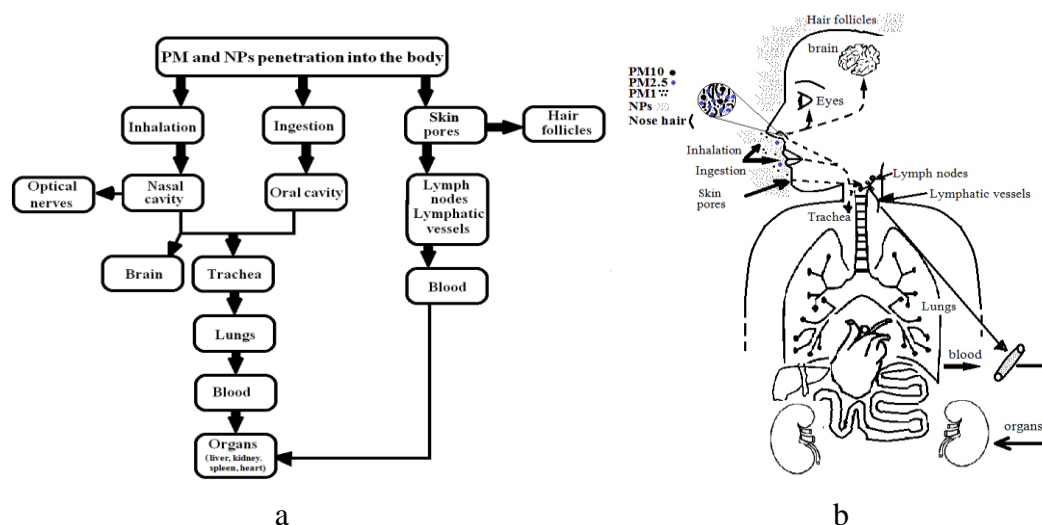 PM and NPs penetration into the body
Inhalation
Ingestion
Skin
pores
Hair
follicles
Optical
nerves
Nasal
cavity
Oral cavity
Lymph
nodes
Lymphatic
vessels
Brain
Trachea
Blood
Lungs
Blood
Organs
(liver, kidney,
spleen, heart)
a
Hair follicles
brain
PM10
PM2.5
PM1
NPs
Nose hair
Eyes
Inhalation
Ingestion
Skin
pores
Lymph nodes
Lymphatic vessels
Trachea
Lungs
blood
organs
b